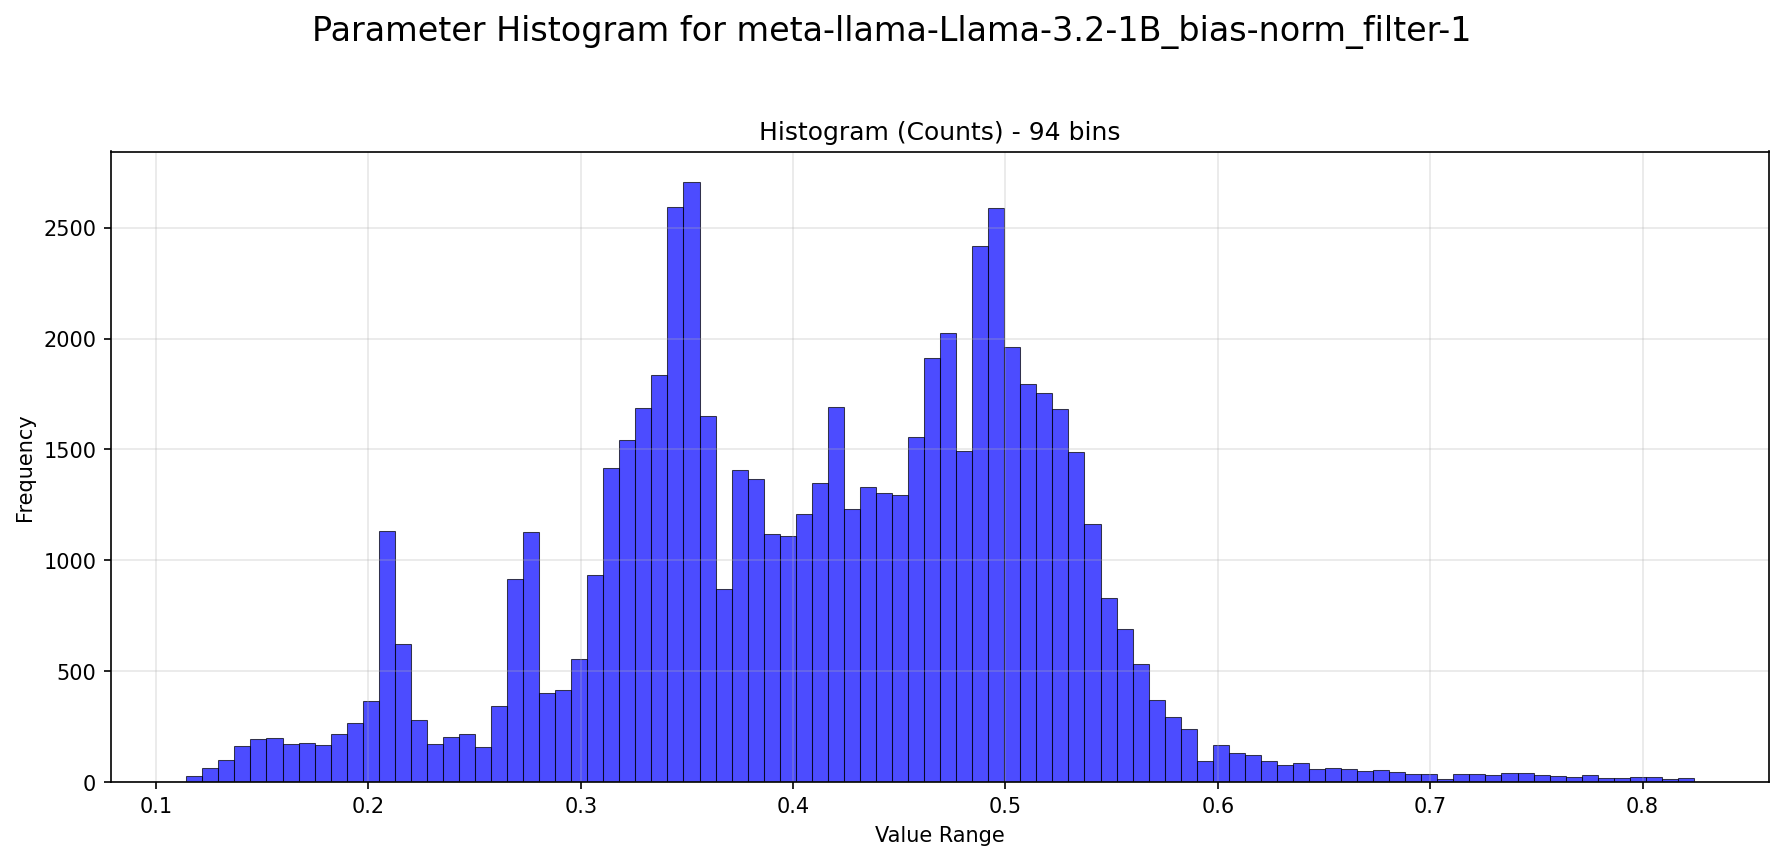 Parameter Histogram for meta-llama-Llama-3.2-1B_bias-norm_filter-1
Histogram (Counts) - 94 bins
Frequency
2500
2000
1500
1000
500
0
0.1 0.2 0.3 0.4 0.5 0.6 0.7 0.8
Value Range